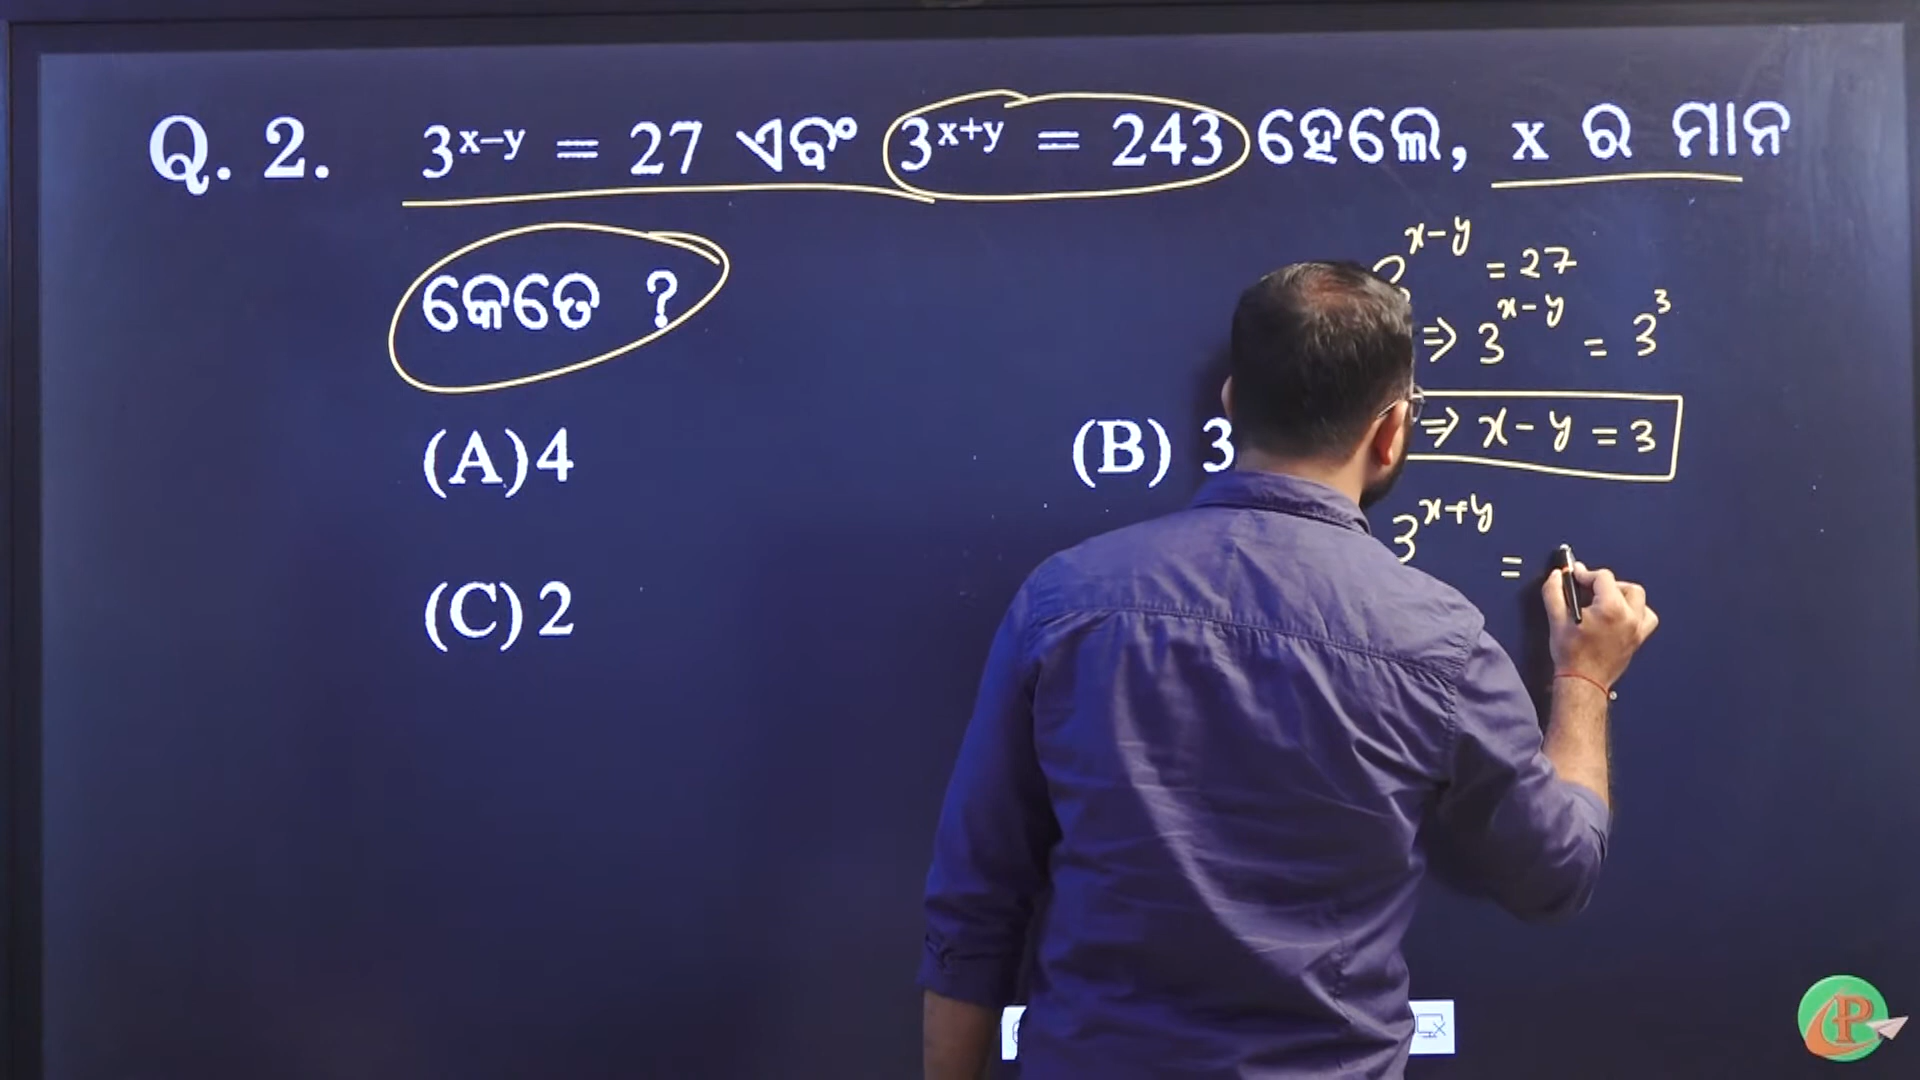 Q. 2. 3^{x–y} = 27 ଏବଂ 3^{x+y} = 243 ହେଲେ, x ର ମାନ
କେତେ ?
(A) 4
(B) 3
(C) 2
3^{x-y} = 27
⇒ 3^{x-y} = 3^3
⇒ x - y = 3
3^{x+y} =
P